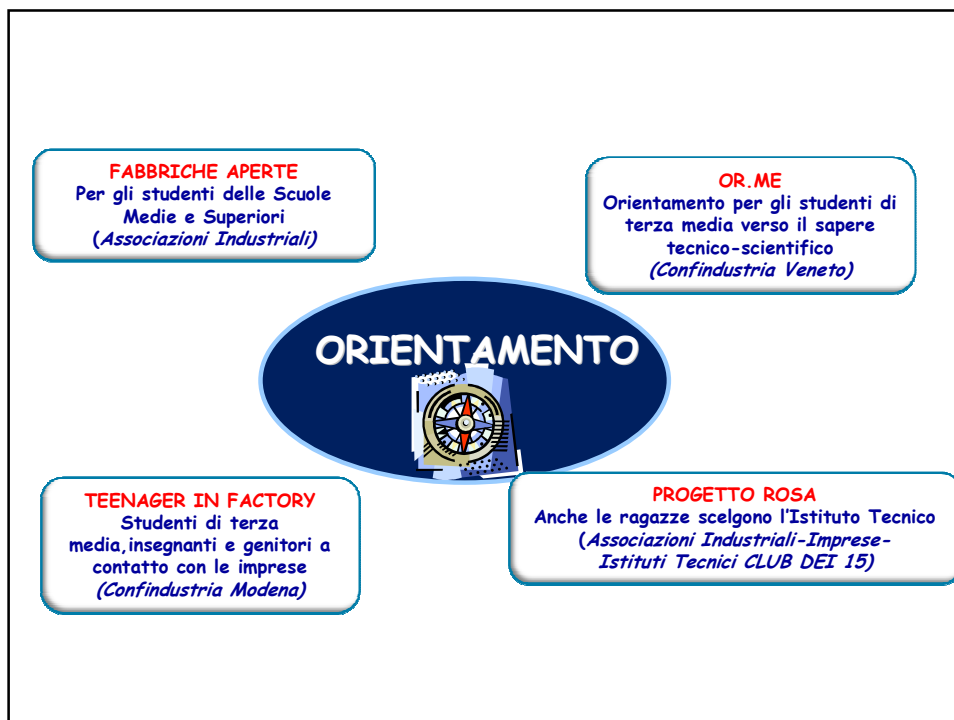 FABBRICHE APERTE
Per gli studenti delle Scuole
Medie e Superiori
(Associazioni Industriali)
OR.ME
Orientamento per gli studenti di
terza media verso il sapere
tecnico-scientifico
(Confindustria Veneto)
ORIENTAMENTO
TEENAGER IN FACTORY
Studenti di terza
media,insegnanti e genitori a
contatto con le imprese
(Confindustria Modena)
PROGETTO ROSA
Anche le ragazze scelgono l'Istituto Tecnico
(Associazioni Industriali-Imprese-
Istituti Tecnici CLUB DEI 15)